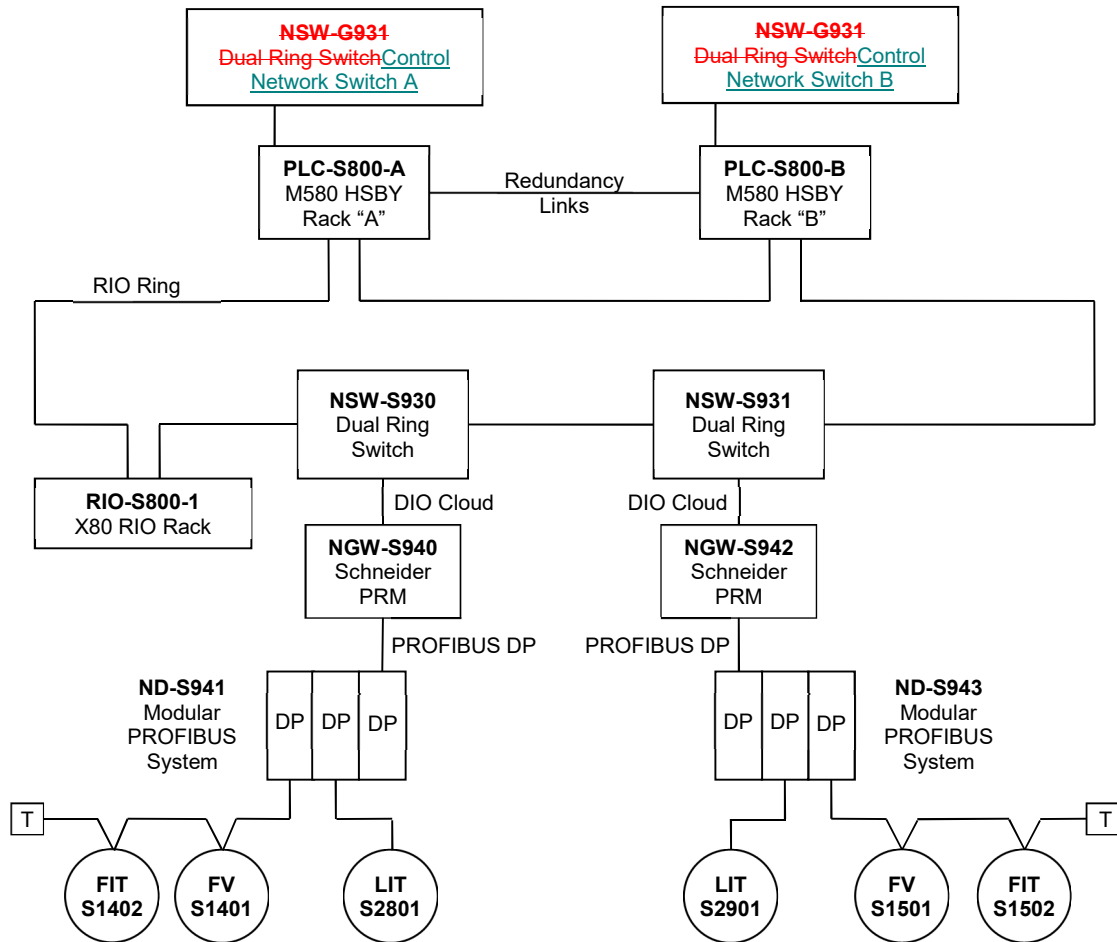 NSW-G931
Dual Ring SwitchControl
Network Switch A
NSW-G931
Dual Ring SwitchControl
Network Switch B
PLC-S800-A
M580 HSBY
Rack “A”
Redundancy
Links
PLC-S800-B
M580 HSBY
Rack “B”
RIO Ring
NSW-S930
Dual Ring
Switch
NSW-S931
Dual Ring
Switch
RIO-S800-1
X80 RIO Rack
DIO Cloud
DIO Cloud
NGW-S940
Schneider
PRM
NGW-S942
Schneider
PRM
PROFIBUS DP
PROFIBUS DP
ND-S941
Modular
PROFIBUS
System
DP
DP
DP
DP
DP
DP
ND-S943
Modular
PROFIBUS
System
T
T
FIT
S1402
FV
S1401
LIT
S2801
LIT
S2901
FV
S1501
FIT
S1502